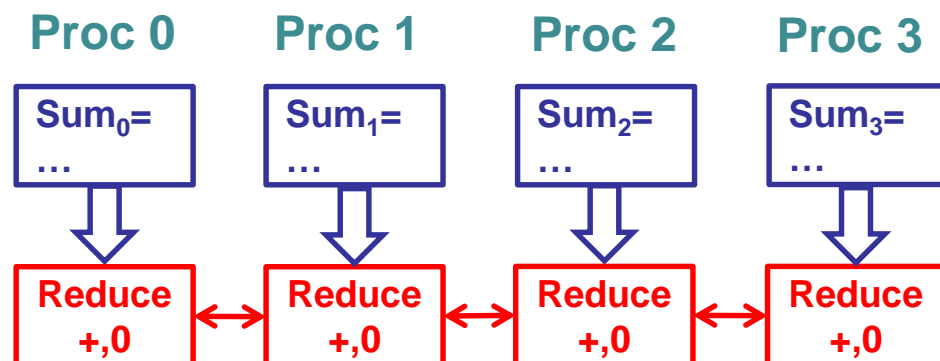 Proc 0 Proc 1 Proc 2 Proc 3
Sum₀= Sum₁= Sum₂= Sum₃=
… … … …
Reduce Reduce Reduce Reduce
+,0 +,0 +,0 +,0